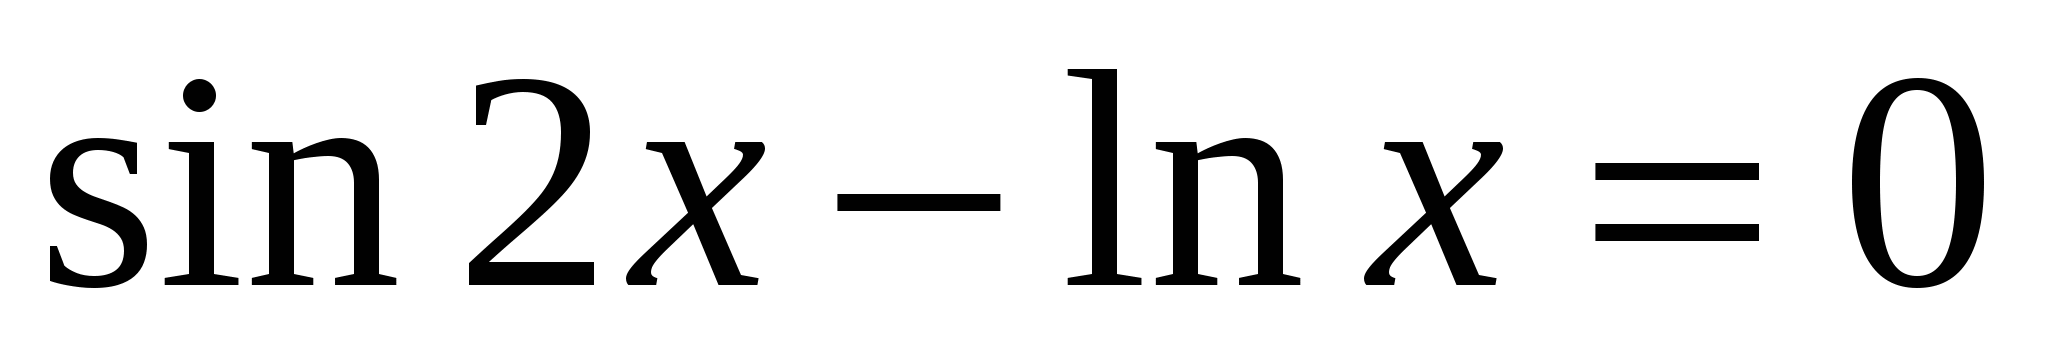 sin 2x − ln x = 0